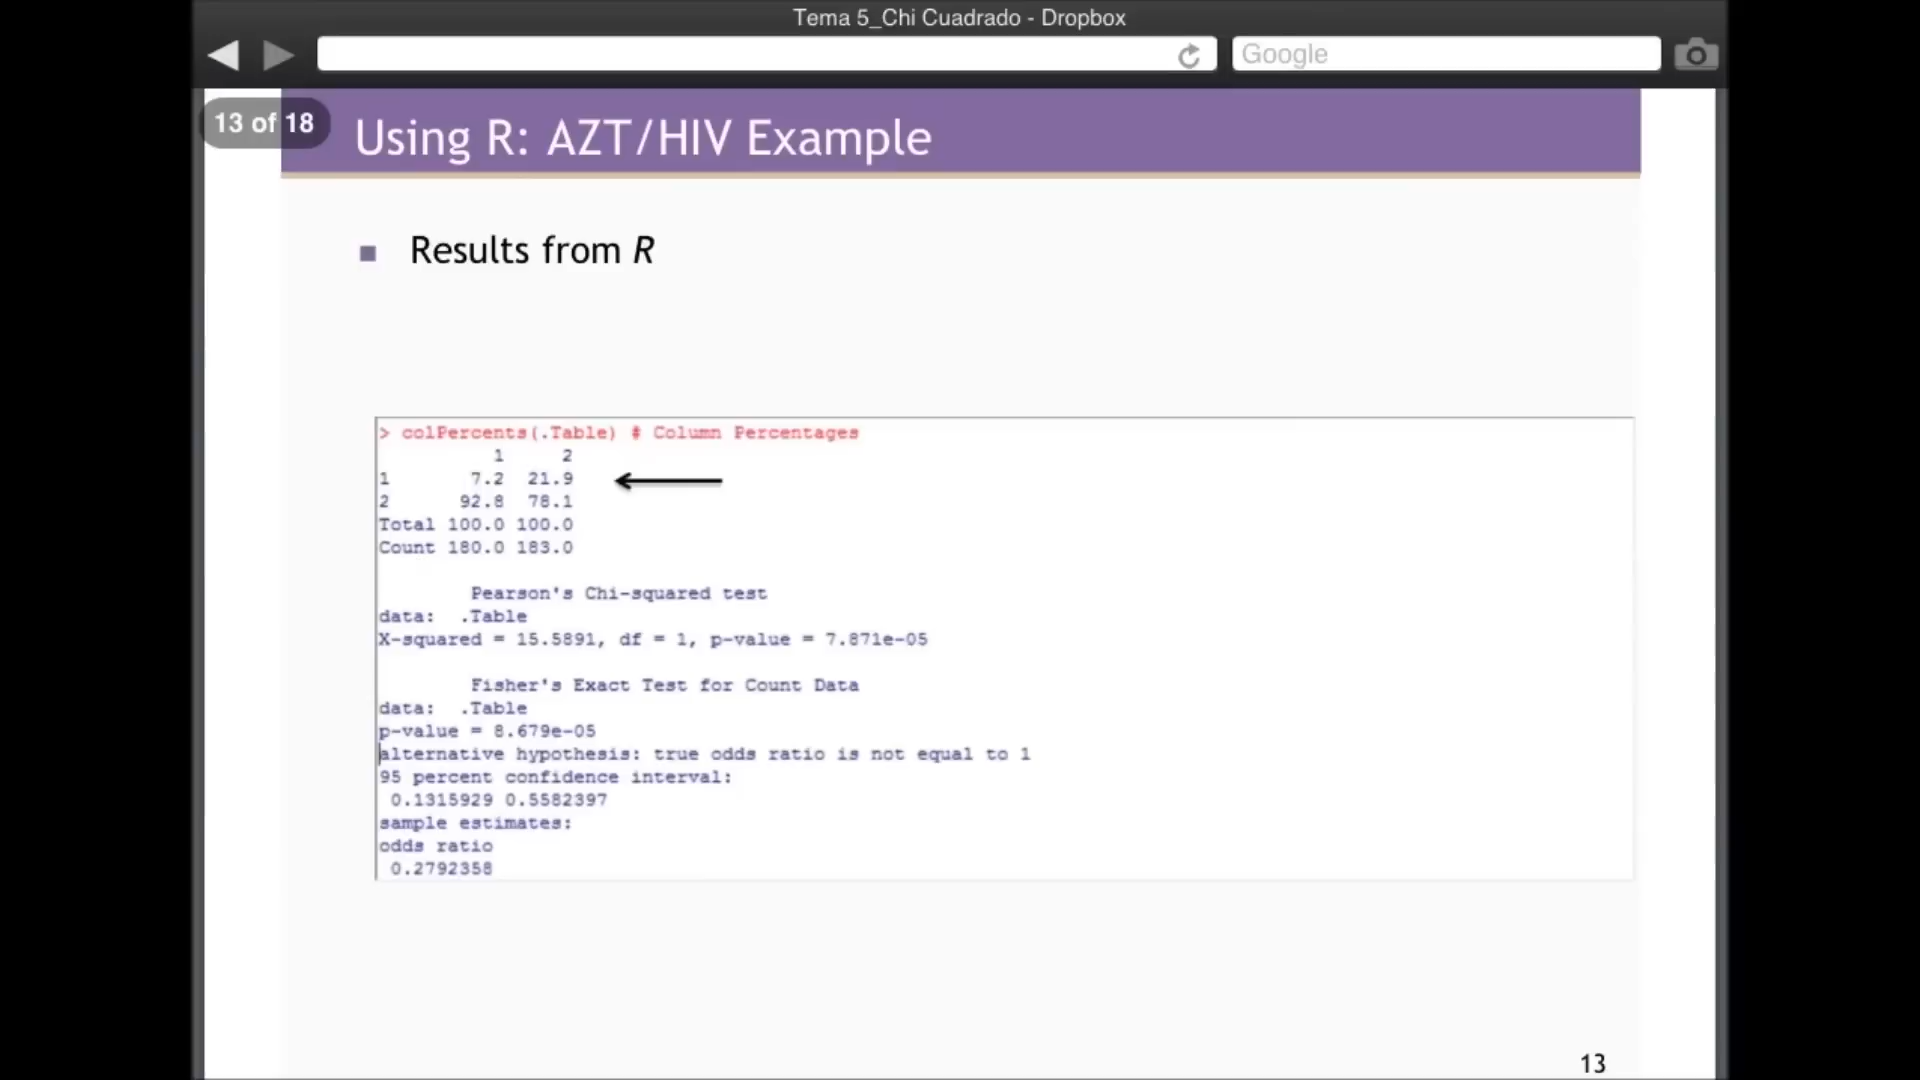 Tema 5_Chi Cuadrado - Dropbox
Google
13 of 18
Using R: AZT/HIV Example
Results from R
> colPercents(.Table) # Column Percentages
1 2
1 7.2 21.9
2 92.8 78.1
Total 100.0 100.0
Count 180.0 183.0
Pearson's Chi-squared test
data: .Table
X-squared = 15.5891, df = 1, p-value = 7.871e-05
Fisher's Exact Test for Count Data
data: .Table
p-value = 8.679e-05
alternative hypothesis: true odds ratio is not equal to 1
95 percent confidence interval:
0.1315929 0.5582397
sample estimates:
odds ratio
0.2792358
13